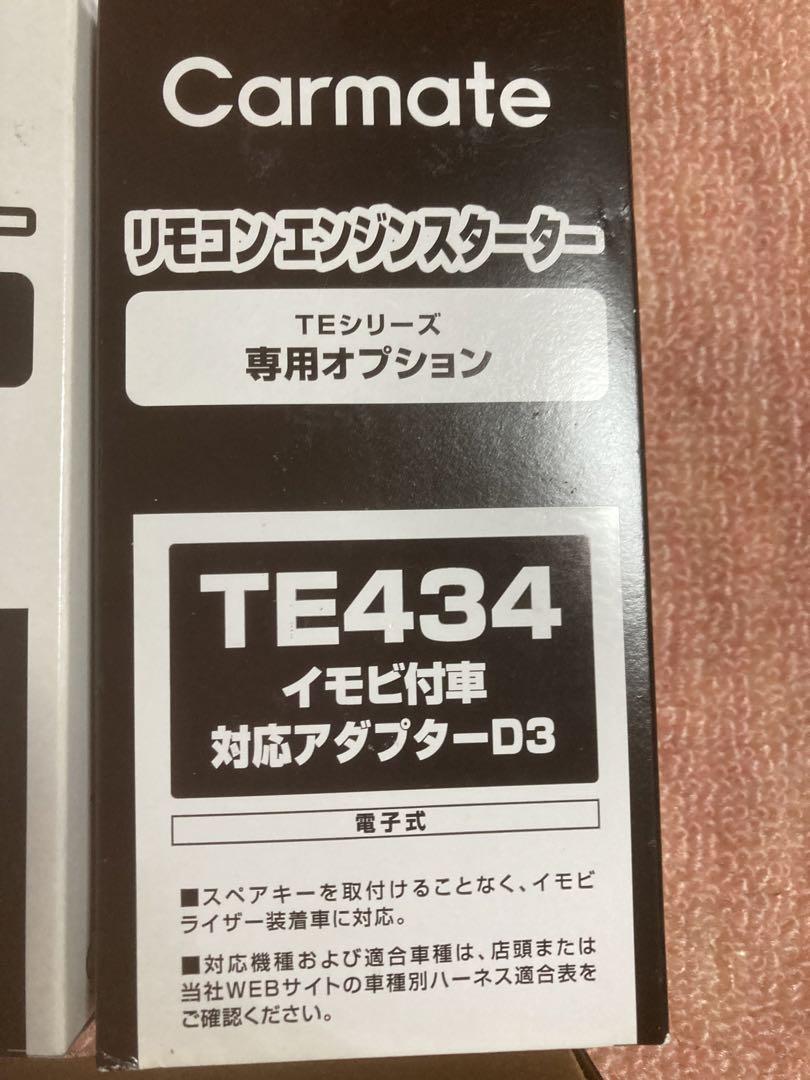 Carmate
リモコンエンジンスターター
TEシリーズ
専用オプション
TE434
イモビ付車
対応アダプターD3
電子式
■スペアキーを取付けることなく、イモビ
ライザー装着車に対応。
■対応機種および適合車種は、店頭または
当社WEBサイトの車種別ハーネス適合表を
ご確認ください。